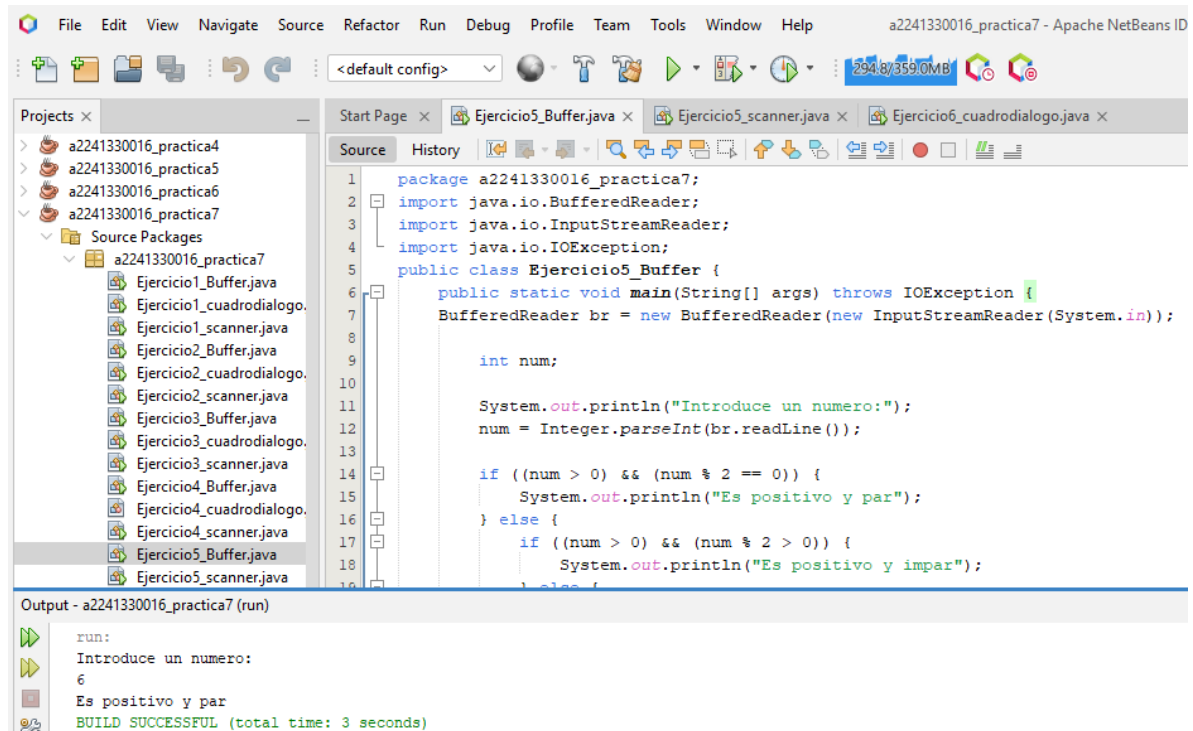 File Edit View Navigate Source Refactor Run Debug Profile Team Tools Window Help a2241330016_practica7 - Apache NetBeans ID
<default config> 294.8/359.0MB
Projects
a2241330016_practica4
a2241330016_practica5
a2241330016_practica6
a2241330016_practica7
Source Packages
a2241330016_practica7
Ejercicio1_Buffer.java
Ejercicio1_cuadrodialogo.
Ejercicio1_scanner.java
Ejercicio2_Buffer.java
Ejercicio2_cuadrodialogo.
Ejercicio2_scanner.java
Ejercicio3_Buffer.java
Ejercicio3_cuadrodialogo.
Ejercicio3_scanner.java
Ejercicio4_Buffer.java
Ejercicio4_cuadrodialogo.
Ejercicio4_scanner.java
Ejercicio5_Buffer.java
Ejercicio5_scanner.java
Start Page Ejercicio5_Buffer.java Ejercicio5_scanner.java Ejercicio6_cuadrodialogo.java
Source History
1 package a2241330016_practica7;
2 import java.io.BufferedReader;
3 import java.io.InputStreamReader;
4 import java.io.IOException;
5 public class Ejercicio5_Buffer {
6 public static void main(String[] args) throws IOException {
7 BufferedReader br = new BufferedReader(new InputStreamReader(System.in));
8
9 int num;
10
11 System.out.println("Introduce un numero:");
12 num = Integer.parseInt(br.readLine());
13
14 if ((num > 0) && (num % 2 == 0)) {
15 System.out.println("Es positivo y par");
16 } else {
17 if ((num > 0) && (num % 2 > 0)) {
18 System.out.println("Es positivo y impar");
19 } else {
Output - a2241330016_practica7 (run)
run:
Introduce un numero:
6
Es positivo y par
BUILD SUCCESSFUL (total time: 3 seconds)